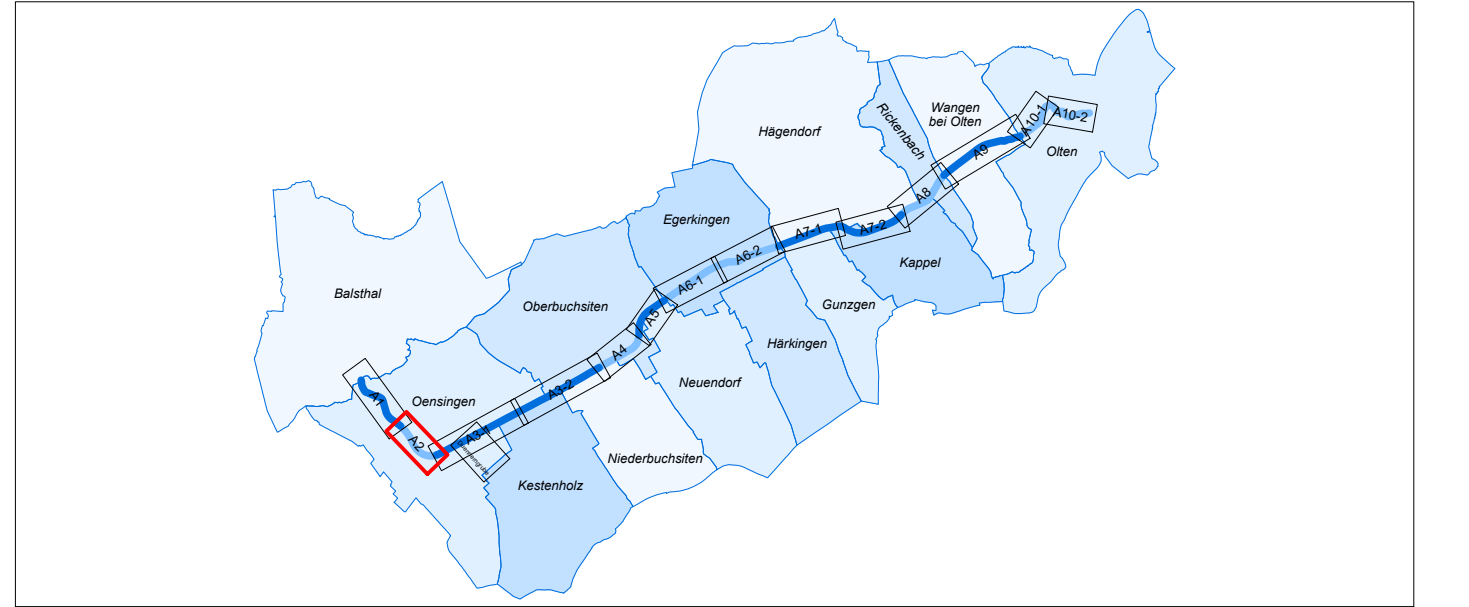 Hägendorf
Rickenbach
Wangen
bei Olten
A10-1
A10-2
Olten
A9
A8
Egerkingen
A7-1
A7-2
A6-2
A6-1
Kappel
Balsthal
Oberbuchsiten
Gunzgen
A5
Härkingen
A4
Neuendorf
A3-2
A1
Oensingen
A2
A3-1
Niederbuchsiten
Kestenholz